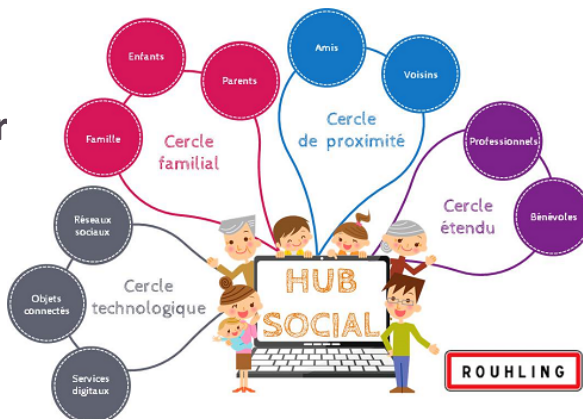 r
Enfants
Parents
Famille
Cercle
familial
Amis
Voisins
Cercle
de proximité
Professionnels
Bénévoles
Cercle
étendu
Réseaux
sociaux
Objets
connectés
Services
digitaux
Cercle
technologique
HUB
SOCIAL
ROUHLING